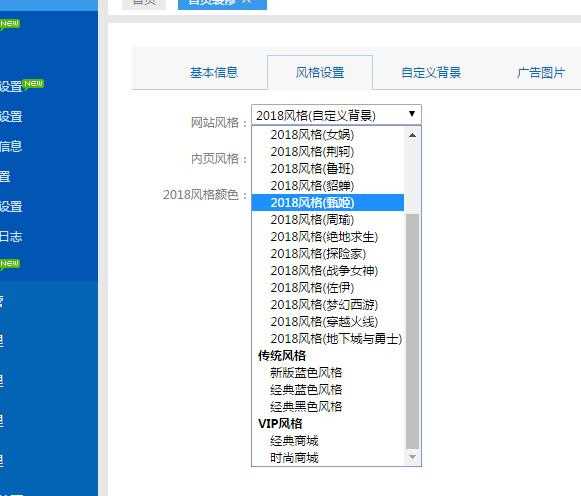 首页
首页装修 ×
NEW
设置 NEW
设置
信息
置
设置
日志
NEW
理
理
理
理
基本信息
风格设置
自定义背景
广告图片
网站风格：
2018风格(自定义背景)
内页风格：
2018风格颜色：
2018风格(女娲)
2018风格(荆轲)
2018风格(鲁班)
2018风格(貂蝉)
2018风格(甄姬)
2018风格(周瑜)
2018风格(绝地求生)
2018风格(探险家)
2018风格(战争女神)
2018风格(佐伊)
2018风格(梦幻西游)
2018风格(穿越火线)
2018风格(地下城与勇士)
传统风格
新版蓝色风格
经典蓝色风格
经典黑色风格
VIP风格
经典商城
时尚商城